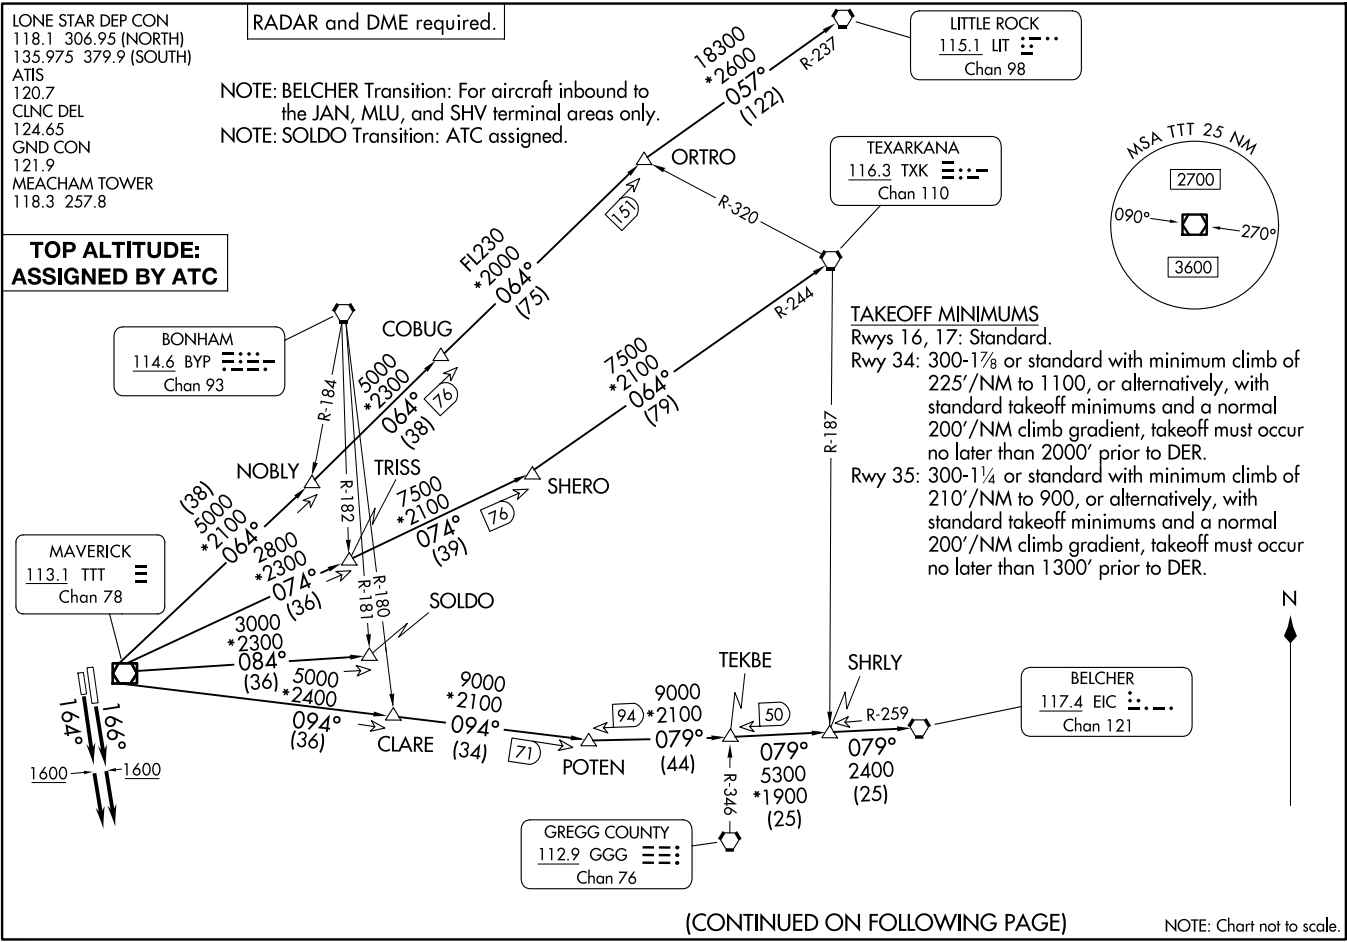 LONE STAR DEP CON
118.1 306.95 (NORTH)
135.975 379.9 (SOUTH)
ATIS
120.7
CLNC DEL
124.65
GND CON
121.9
MEACHAM TOWER
118.3 257.8
RADAR and DME required.
NOTE: BELCHER Transition: For aircraft inbound to
the JAN, MLU, and SHV terminal areas only.
NOTE: SOLDO Transition: ATC assigned.
TOP ALTITUDE:
ASSIGNED BY ATC
LITTLE ROCK
115.1 LIT
Chan 98
R-237
18300
*2600
057°
(122)
ORTRO
151
TEXARKANA
116.3 TXK
Chan 110
R-320
R-244
R-187
MSA TTT 25 NM
2700
090°
270°
3600
FL230
*2000
064°
(75)
COBUG
BONHAM
114.6 BYP
Chan 93
R-184
R-182
R-181
R-180
5000
*2300
064°
(38)
76
7500
*2100
064°
(79)
TAKEOFF MINIMUMS
Rwys 16, 17: Standard.
Rwy 34: 300-1⅞ or standard with minimum climb of
225'/NM to 1100, or alternatively, with
standard takeoff minimums and a normal
200'/NM climb gradient, takeoff must occur
no later than 2000' prior to DER.
Rwy 35: 300-1¼ or standard with minimum climb of
210'/NM to 900, or alternatively, with
standard takeoff minimums and a normal
200'/NM climb gradient, takeoff must occur
no later than 1300' prior to DER.
NOBLY
TRISS
SHERO
(38)
5000
*2100
064°
7500
*2100
074°
(39)
76
2800
*2300
074°
(36)
MAVERICK
113.1 TTT
Chan 78
SOLDO
3000
*2300
084°
(36)
5000
*2400
094°
(36)
CLARE
9000
*2100
094°
(34)
71
POTEN
94
9000
*2100
079°
(44)
TEKBE
50
SHRLY
R-259
079°
5300
*1900
(25)
079°
2400
(25)
BELCHER
117.4 EIC
Chan 121
N
164°
166°
1600
1600
R-346
GREGG COUNTY
112.9 GGG
Chan 76
(CONTINUED ON FOLLOWING PAGE)
NOTE: Chart not to scale.